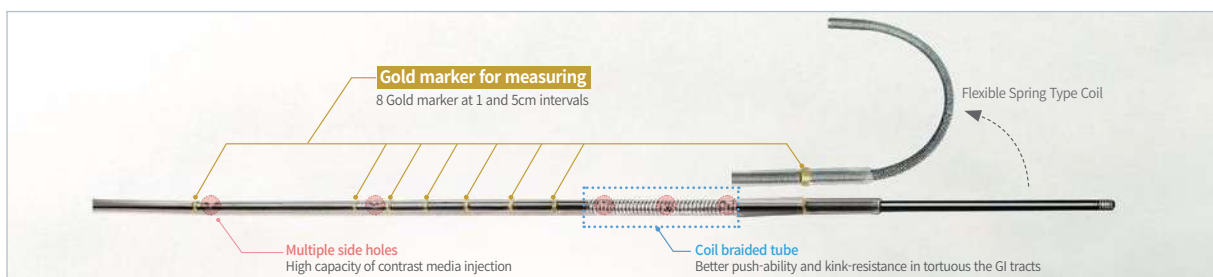 Gold marker for measuring
8 Gold marker at 1 and 5cm intervals
Flexible Spring Type Coil
Multiple side holes
High capacity of contrast media injection
Coil braided tube
Better push-ability and kink-resistance in tortuous the GI tracts